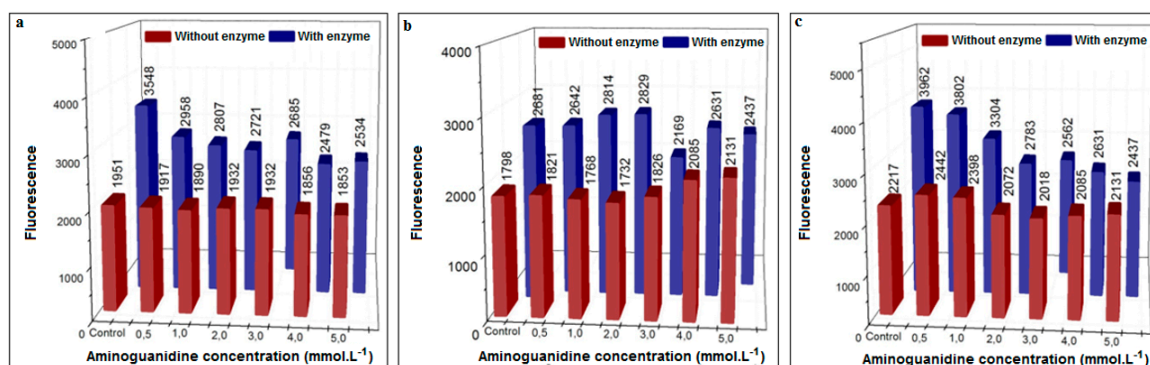 a
Without enzyme With enzyme
5000
4000
3000
2000
1000
0
Fluorescence
3548 2958 2807 2721 2685 2479 2534
1951 1917 1890 1932 1932 1856 1853
Control 0,5 1,0 2,0 3,0 4,0 5,0
Aminoguanidine concentration (mmol.L-1)
b
Without enzyme With enzyme
4000
3000
2000
1000
0
Fluorescence
2681 2642 2814 2829 2169 2631 2437
1798 1821 1768 1732 1826 2085 2131
Control 0,5 1,0 2,0 3,0 4,0 5,0
Aminoguanidine concentration (mmol.L-1)
c
Without enzyme With enzyme
5000
4000
3000
2000
1000
0
Fluorescence
3962 3802 3304 2783 2562 2631 2437
2217 2442 2398 2072 2018 2085 2131
Control 0,5 1,0 2,0 3,0 4,0 5,0
Aminoguanidine concentration (mmol.L-1)